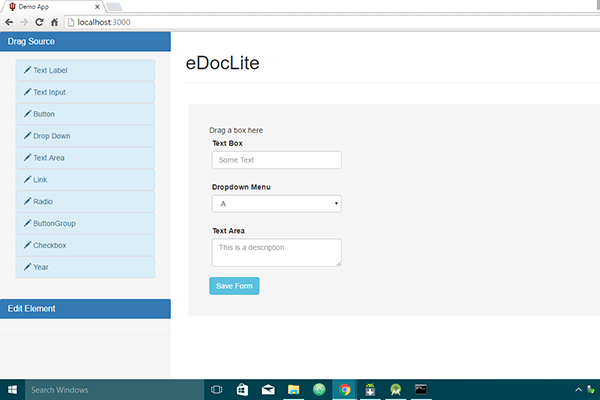 Demo App
localhost:3000
Drag Source
Text Label
Text Input
Button
Drop Down
Text Area
Link
Radio
ButtonGroup
Checkbox
Year
Edit Element
eDocLite
Drag a box here
Text Box
Some Text
Dropdown Menu
A
Text Area
This is a description
Save Form
Search Windows